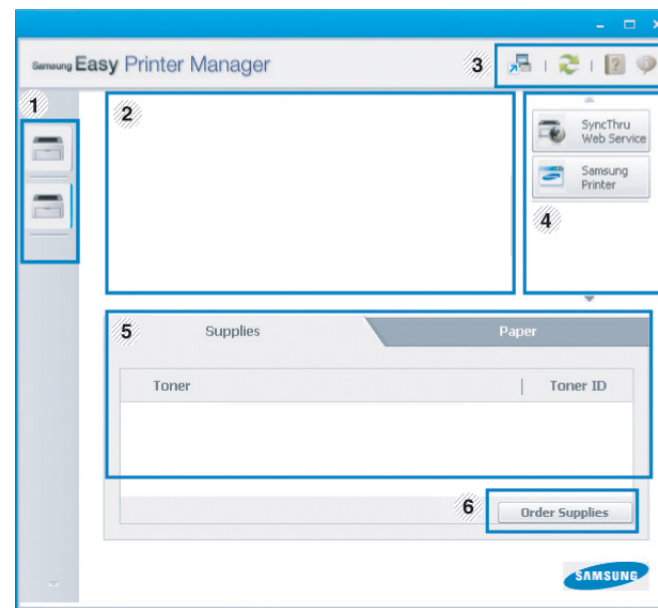 Samsung Easy Printer Manager
3
1
2
SyncThru
Web Service
Samsung
Printer
4
5
Supplies
Paper
Toner
Toner ID
6
Order Supplies
SAMSUNG